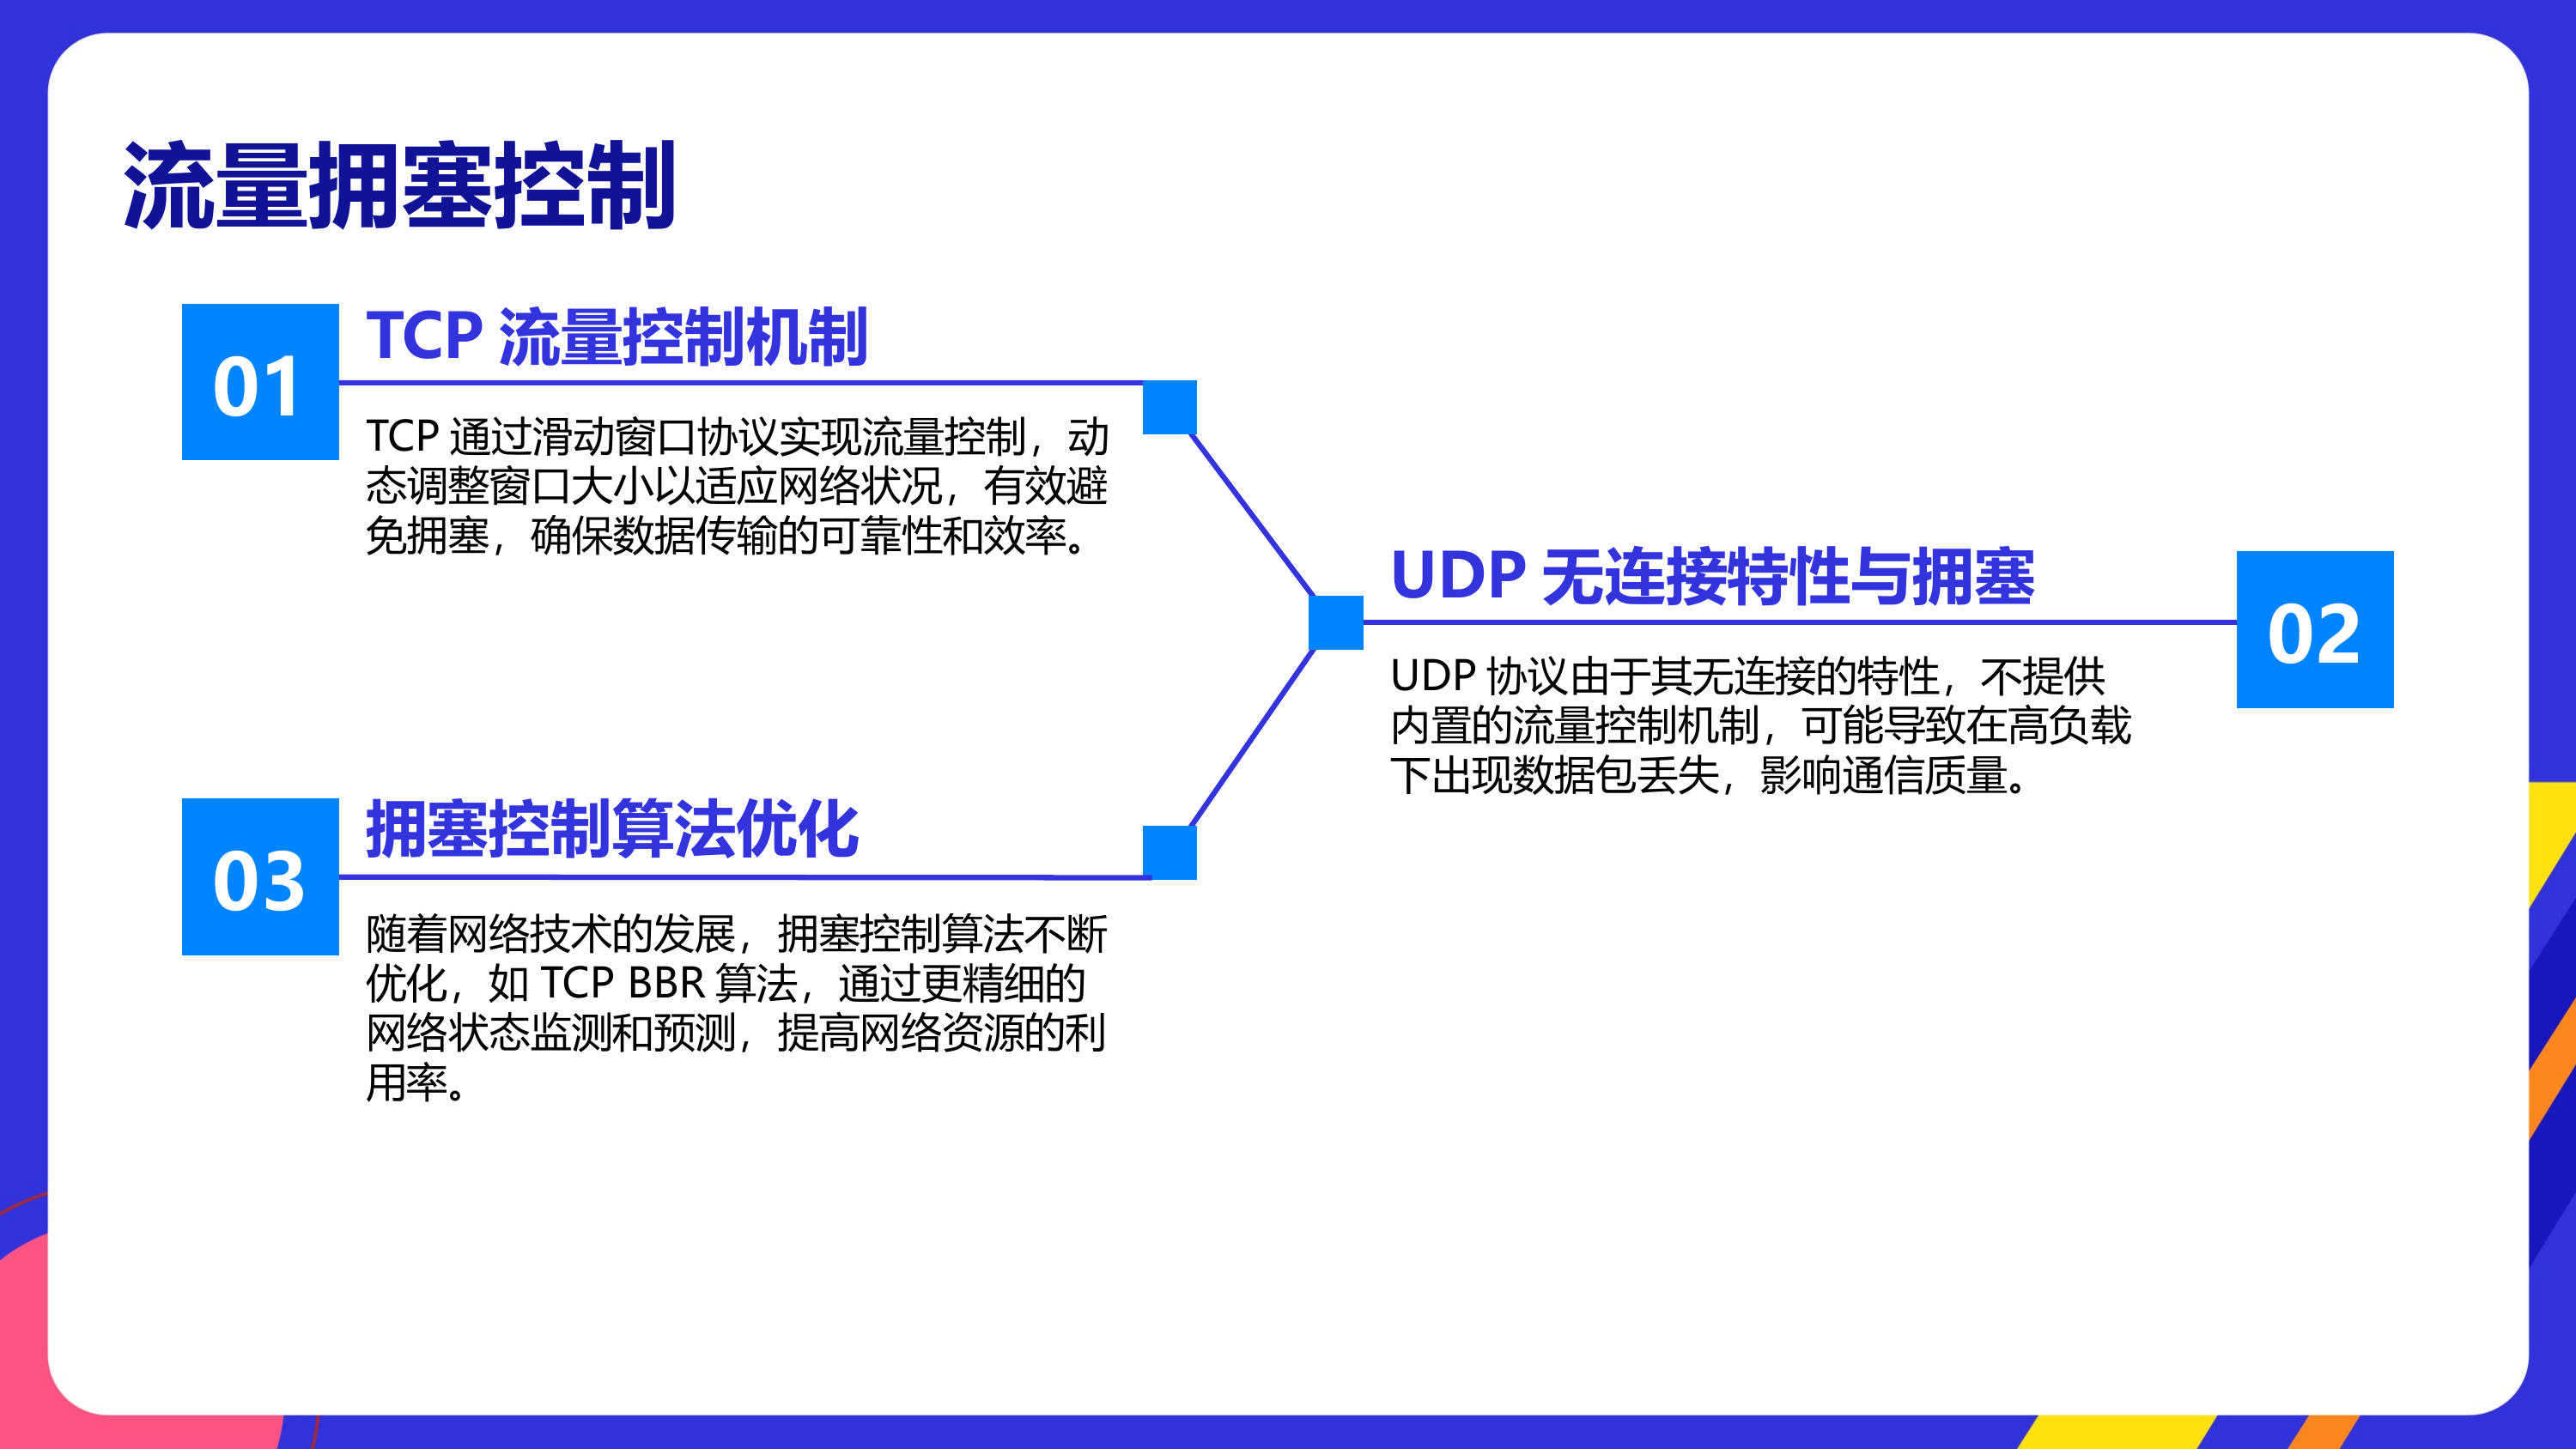 流量拥塞控制
01
TCP 流量控制机制
TCP 通过滑动窗口协议实现流量控制，动
态调整窗口大小以适应网络状况，有效避
免拥塞，确保数据传输的可靠性和效率。
UDP 无连接特性与拥塞
02
UDP 协议由于其无连接的特性，不提供
内置的流量控制机制，可能导致在高负载
下出现数据包丢失，影响通信质量。
03
拥塞控制算法优化
随着网络技术的发展，拥塞控制算法不断
优化，如 TCP BBR 算法，通过更精细的
网络状态监测和预测，提高网络资源的利
用率。